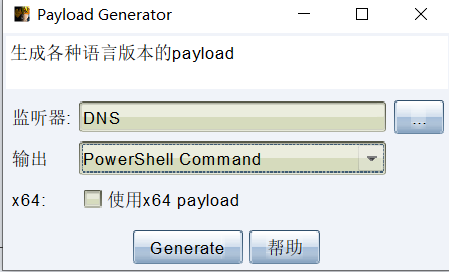 Payload Generator
生成各种语言版本的payload
监听器: DNS ...
输出 PowerShell Command
x64: 使用x64 payload
Generate 帮助